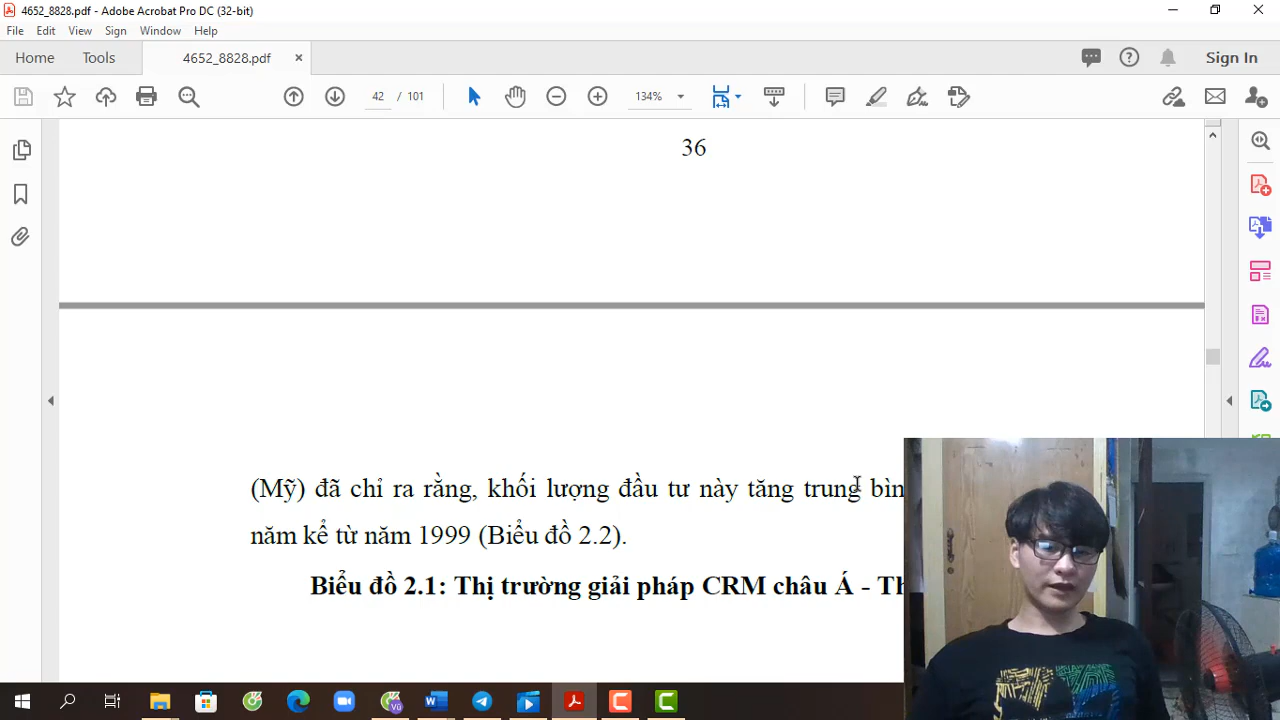 4652_8828.pdf - Adobe Acrobat Pro DC (32-bit)
File Edit View Sign Window Help
Home Tools 4652_8828.pdf × Sign In
42 / 101 134%
36
(Mỹ) đã chỉ ra rằng, khối lượng đầu tư này tăng trung
năm kể từ năm 1999 (Biểu đồ 2.2).
Biểu đồ 2.1: Thị trường giải pháp CRM châu Á -